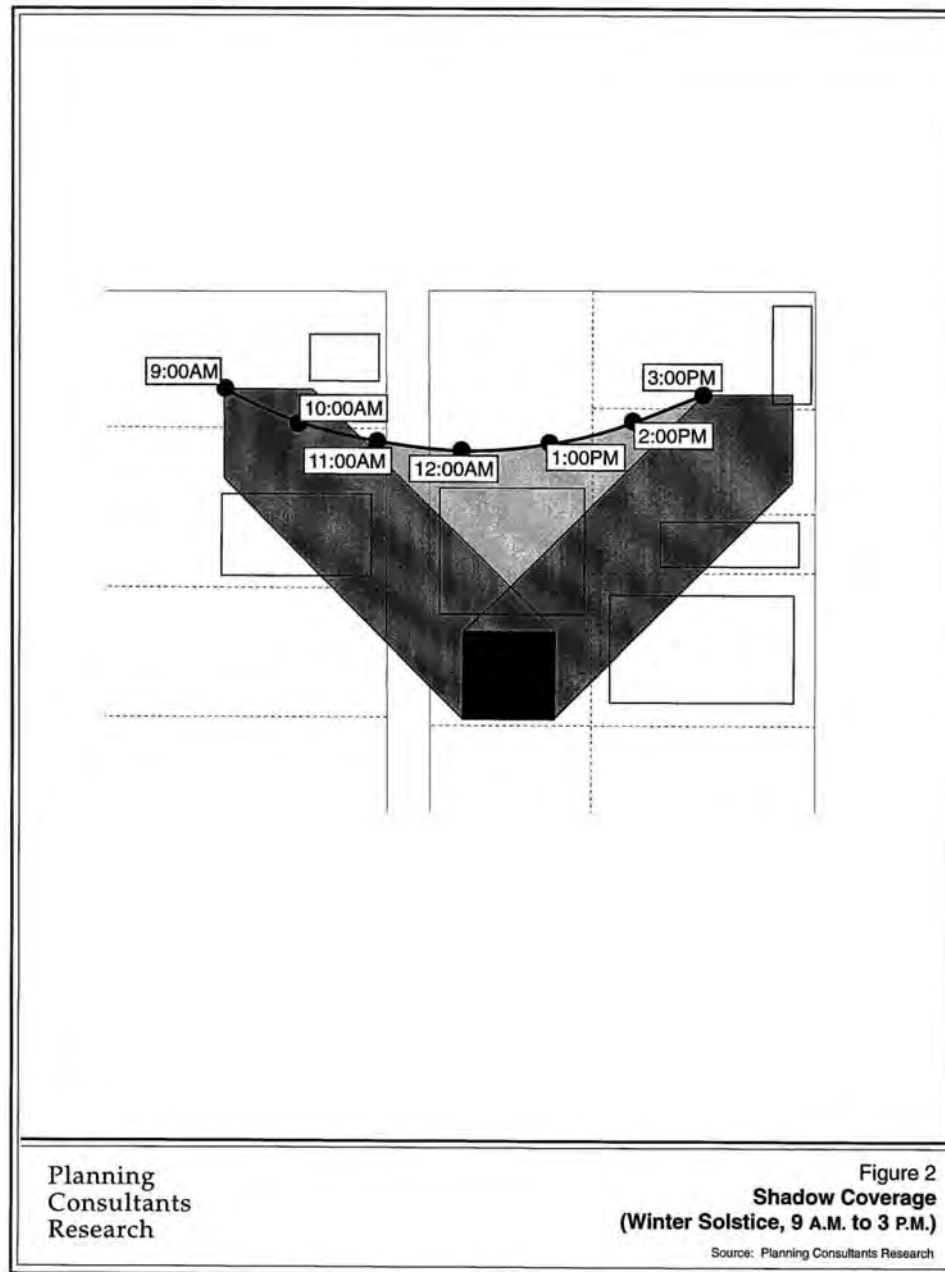 9:00AM
3:00PM
10:00AM
2:00PM
11:00AM
12:00AM
1:00PM
Planning
Consultants
Research
Figure 2
Shadow Coverage
(Winter Solstice, 9 A.M. to 3 P.M.)
Source: Planning Consultants Research